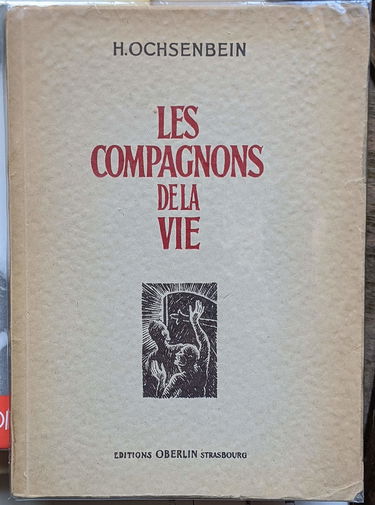 H.OCHSENBEIN
LES
COMPAGNONS
DE LA
VIE
EDITIONS OBERLIN STRASBOURG